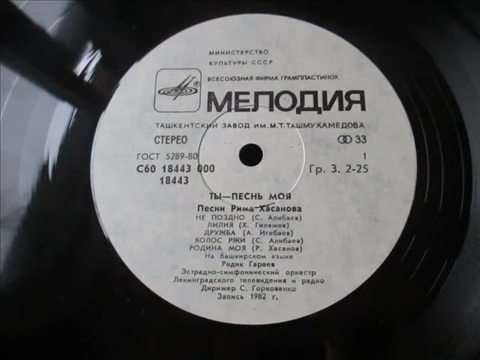 МИНИСТЕРСТВО
КУЛЬТУРЫ СССР
ВСЕСОЮЗНАЯ ФИРМА ГРАМПЛАСТИНОК
МЕЛОДИЯ
ТАШКЕНТСКИЙ ЗАВОД ИМ. М.Т. ТАШМУХАМЕДОВА
СТЕРЕО 33
ГОСТ 5289-80 1
С60 18443 000 Гр. 3. 2-25
18443
ТЫ—ПЕСНЬ МОЯ
Песни Рима Хасанова
НЕ ПОЗДНО (С. Алибаев)
ЛИЛИЯ (Х. Гиляжев)
ДРУЖБА (А. Игебаев)
КОЛОС РЖИ (С. Алибаев)
РОДИНА МОЯ (Р. Хисанов)
На башкирском языке
Радик Гареев
Эстрадно-симфонический оркестр
Ленинградского телевидения и радио
Дирижер С. Горковенко
Запись 1982 г.